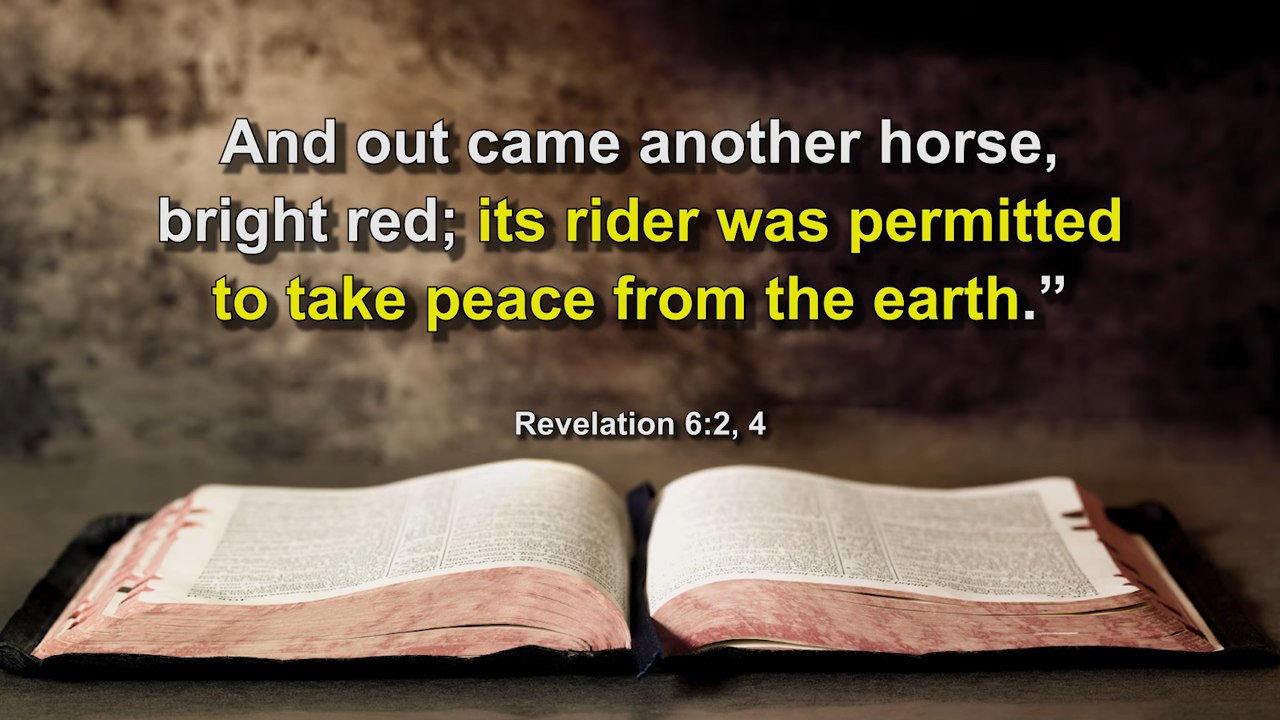 And out came another horse,
bright red; its rider was permitted
to take peace from the earth.”
Revelation 6:2, 4